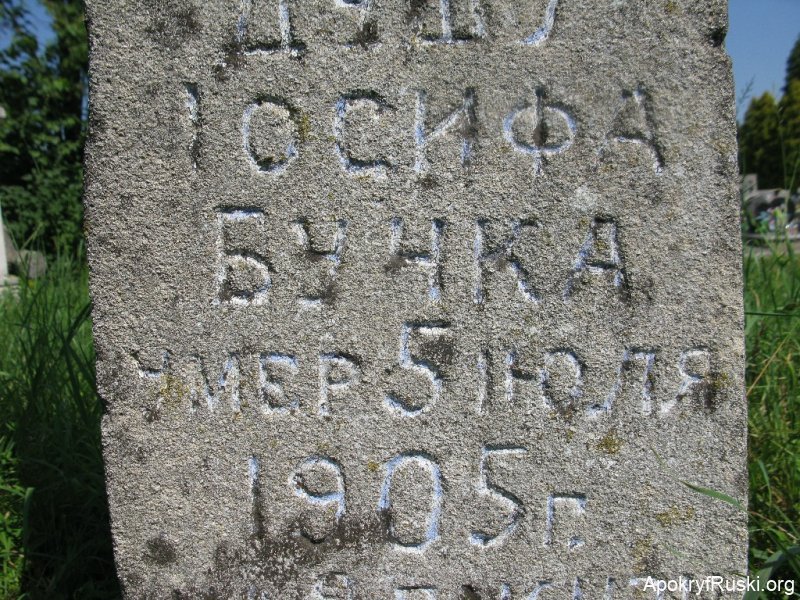 ІОСИФА
БУЧКА
УМЕР 5 ІЮЛЯ
1905 Г.
ApokryfRuski.org